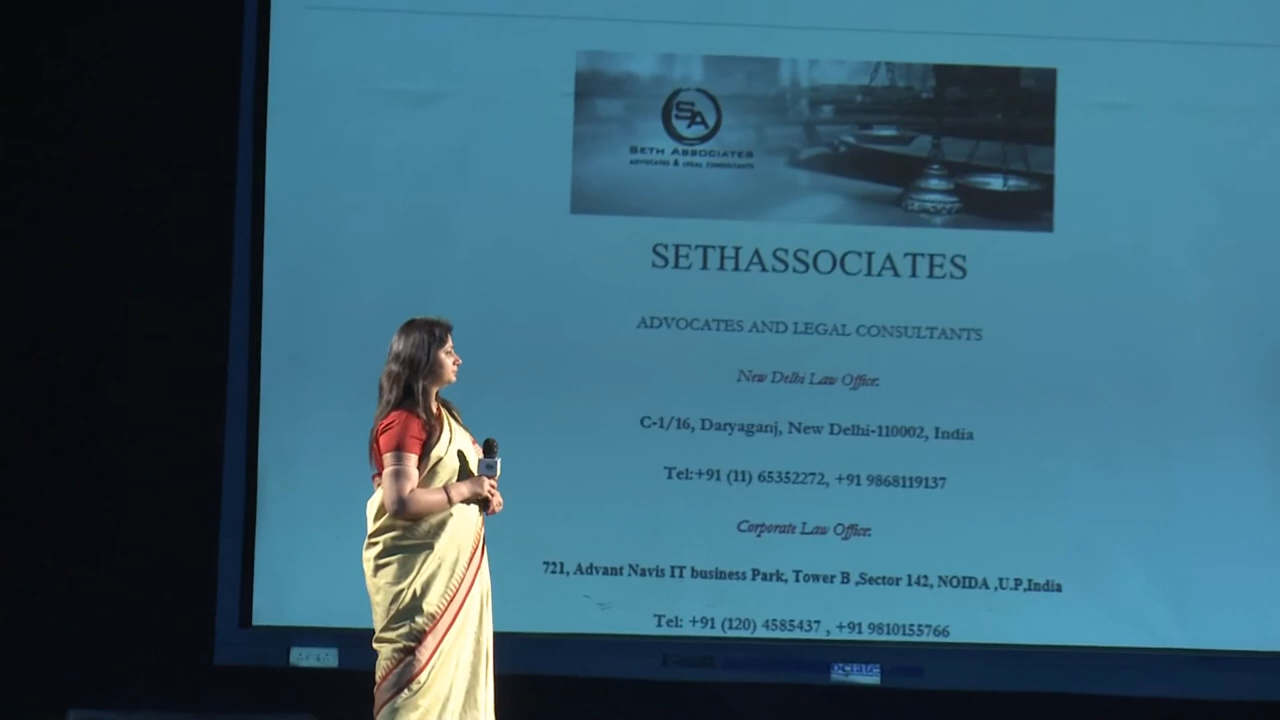 SA
SETH ASSOCIATES
ADVOCATES & LEGAL CONSULTANTS
SETHASSOCIATES
ADVOCATES AND LEGAL CONSULTANTS
New Delhi Law Office:
C-1/16, Daryaganj, New Delhi-110002, India
Tel:+91 (11) 65352272, +91 9868119137
Corporate Law Office:
721, Advant Navis IT business Park, Tower B ,Sector 142, NOIDA ,U.P,India
Tel: +91 (120) 4585437 , +91 9810155766